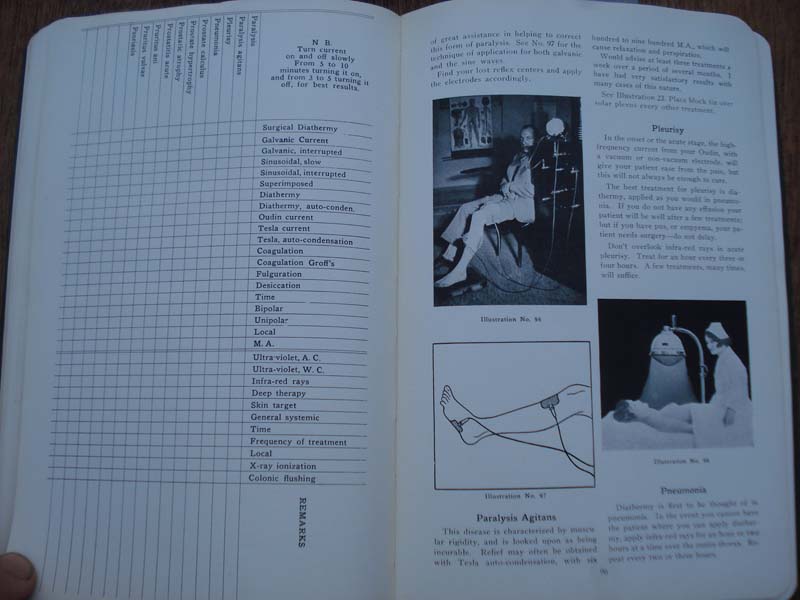 Paralysis
Paralysis agitans
Pleurisy
Pneumonia
Prostate calculus
Prostate hypertrophy
Prostatic atrophy
Prostatitis acute
Pruritus ani
Pruritus vulvae
Psoriasis
N B.
Turn current
on and off slowly
From 5 to 10
minutes turning it on,
and from 3 to 5 turning it
off, for best results.
Surgical Diathermy
Galvanic Current
Galvanic, interrupted
Sinusoidal, slow
Sinusoidal, interrupted
Superimposed
Diathermy
Diathermy, auto-conden.
Oudin current
Tesla current
Tesla, auto-condensation
Coagulation
Coagulation Groff's
Fulguration
Desiccation
Time
Bipolar
Unipolar
Local
M. A.
Ultra-violet, A. C.
Ultra-violet, W. C.
Infra-red rays
Deep therapy
Skin target
General systemic
Time
Frequency of treatment
Local
X-ray ionization
Colonic flushing
REMARKS
of great assistance in helping to correct
this form of paralysis. See No. 97 for the
technique of application for both galvanic
and the sine waves.
Find your lost reflex centers and apply
the electrodes accordingly.
Illustration No. 96
Illustration No. 97
Paralysis Agitans
This disease is characterized by muscu
lar rigidity, and is looked upon as being
incurable. Relief may often be obtained
with Tesla auto-condensation, with six
hundred to nine hundred M.A., which will
cause relaxation and perspiration.
Would advise at least three treatments a
week over a period of several months. I
have had very satisfactory results with
many cases of this nature.
See Illustration 22. Place block tin over
solar plexus every other treatment.
Pleurisy
In the onset or the acute stage, the high-
frequency current from your Oudin, with
a vacuum or non-vacuum electrode, will
give your patient ease from the pain, but
this will not always be enough to cure.
The best treatment for pleurisy is dia-
thermy, applied as you would in pneumo-
nia. If you do not have any effusion your
patient will be well after a few treatments;
but if you have pus, or empyema, your pa-
tient needs surgery—do not delay.
Don't overlook infra-red rays in acute
pleurisy. Treat for an hour every three or
four hours. A few treatments, many times,
will suffice.
Illustration No. 98
Pneumonia
Diathermy is first to be thought of in
pneumonia. In the event you cannot have
the patient where you can apply diather-
my, apply infra-red rays for an hour or two
hours at a time over the entire thorax. Re-
peat every two or three hours.
96